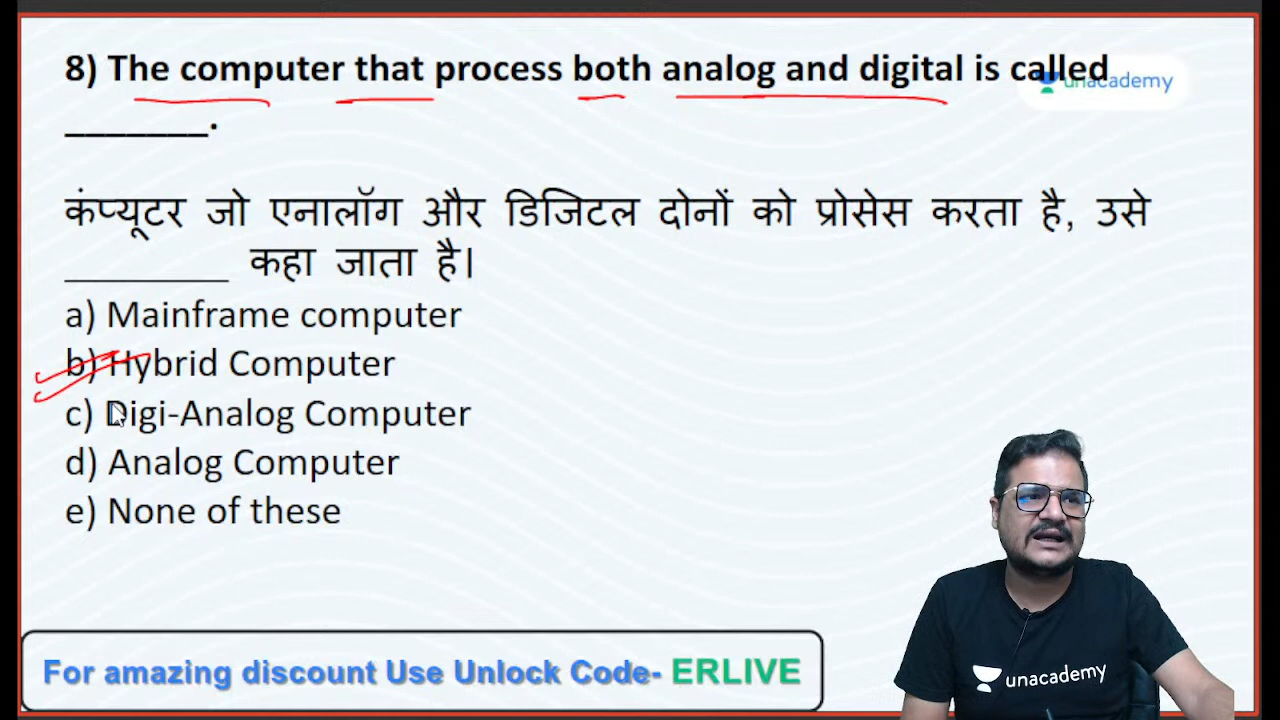 8) The computer that process both analog and digital is called
unacademy
_______.
कंप्यूटर जो एनालॉग और डिजिटल दोनों को प्रोसेस करता है, उसे
________ कहा जाता है।
a) Mainframe computer
b) Hybrid Computer
c) Digi-Analog Computer
d) Analog Computer
e) None of these
unacademy
For amazing discount Use Unlock Code- ERLIVE